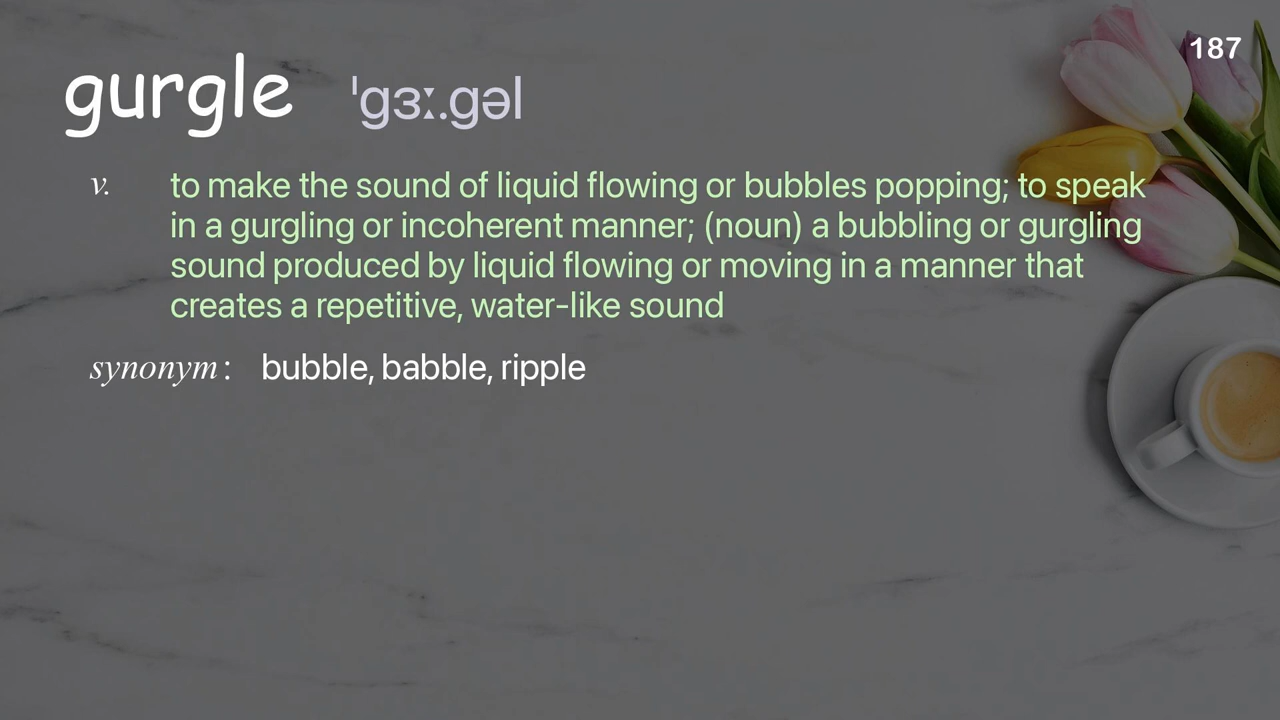 187
gurgle ˈgɜː.gəl
v. to make the sound of liquid flowing or bubbles popping; to speak
in a gurgling or incoherent manner; (noun) a bubbling or gurgling
sound produced by liquid flowing or moving in a manner that
creates a repetitive, water-like sound
synonym: bubble, babble, ripple